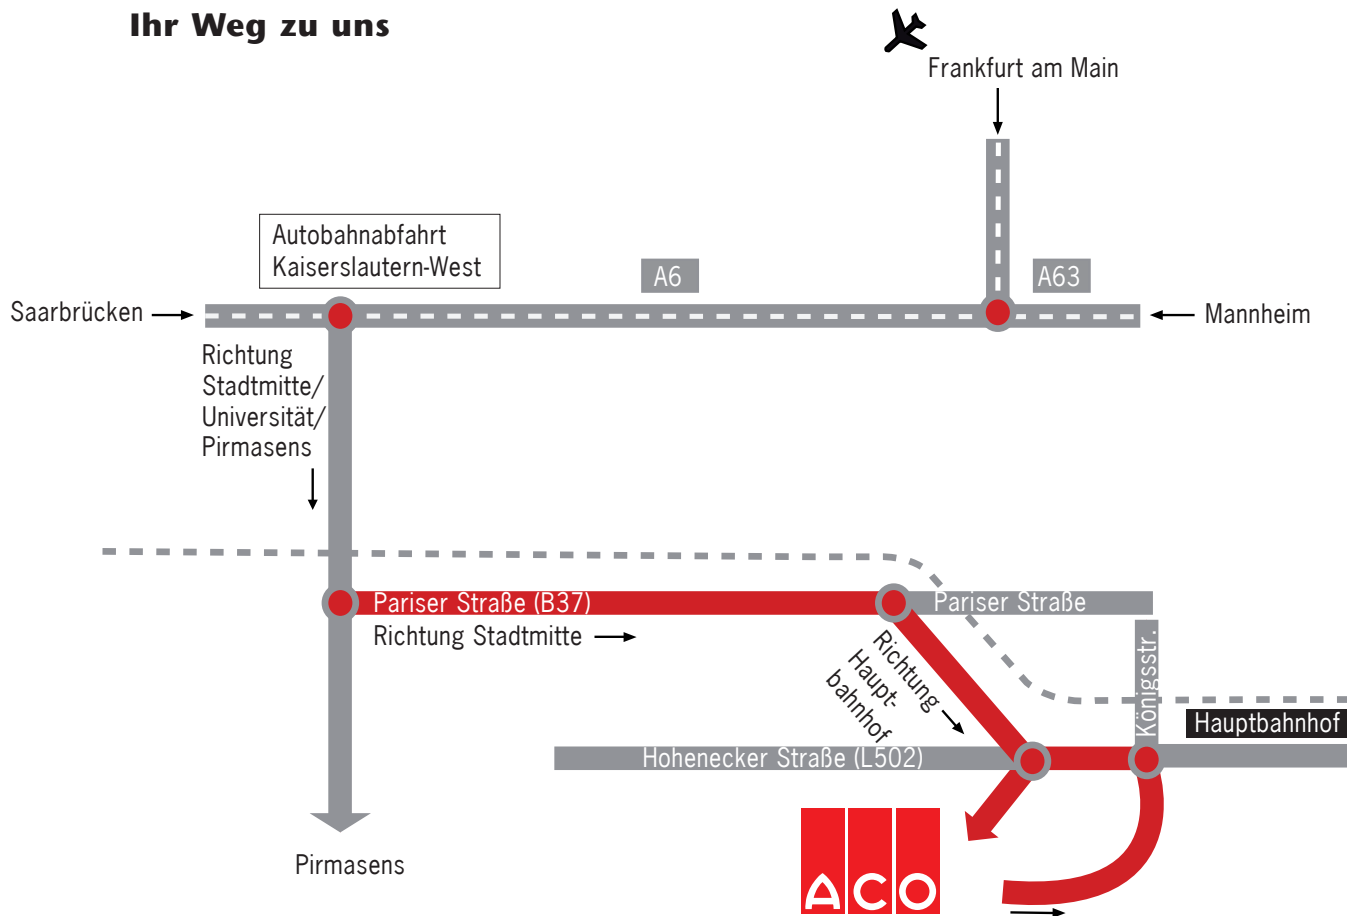 Ihr Weg zu uns
Frankfurt am Main
Autobahnabfahrt
Kaiserslautern-West
A6
A63
Saarbrücken
Mannheim
Richtung
Stadtmitte/
Universität/
Pirmasens
Pariser Straße (B37)
Pariser Straße
Richtung Stadtmitte
Richtung
Haupt-
bahnhof
Königsstr.
Hauptbahnhof
Hohenecker Straße (L502)
Pirmasens
ACO